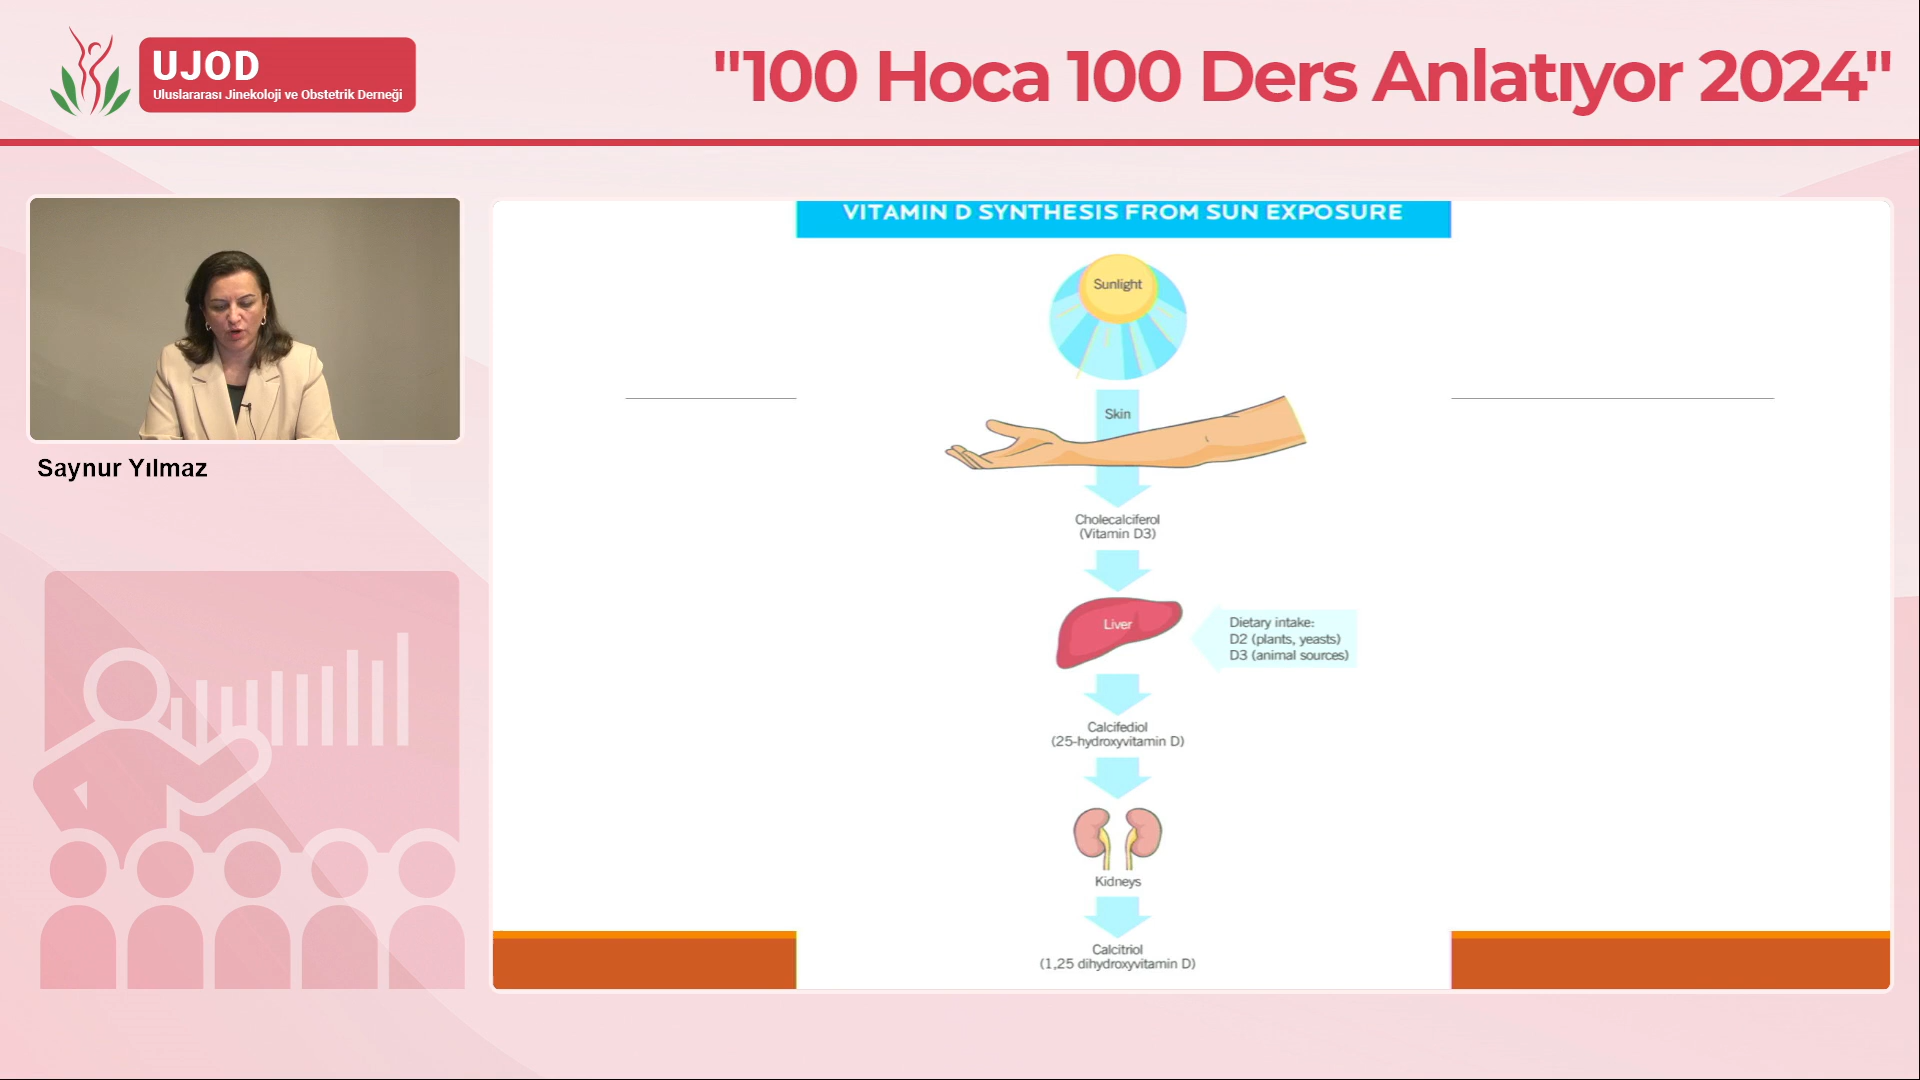 UJOD
Uluslararası Jinekoloji ve Obstetrik Derneği
"100 Hoca 100 Ders Anlatıyor 2024"
Saynur Yılmaz
VITAMIN D SYNTHESIS FROM SUN EXPOSURE
Sunlight
Skin
Cholecalciferol
(Vitamin D3)
Liver
Dietary intake:
D2 (plants, yeasts)
D3 (animal sources)
Calcifediol
(25-hydroxyvitamin D)
Kidneys
Calcitriol
(1,25 dihydroxyvitamin D)